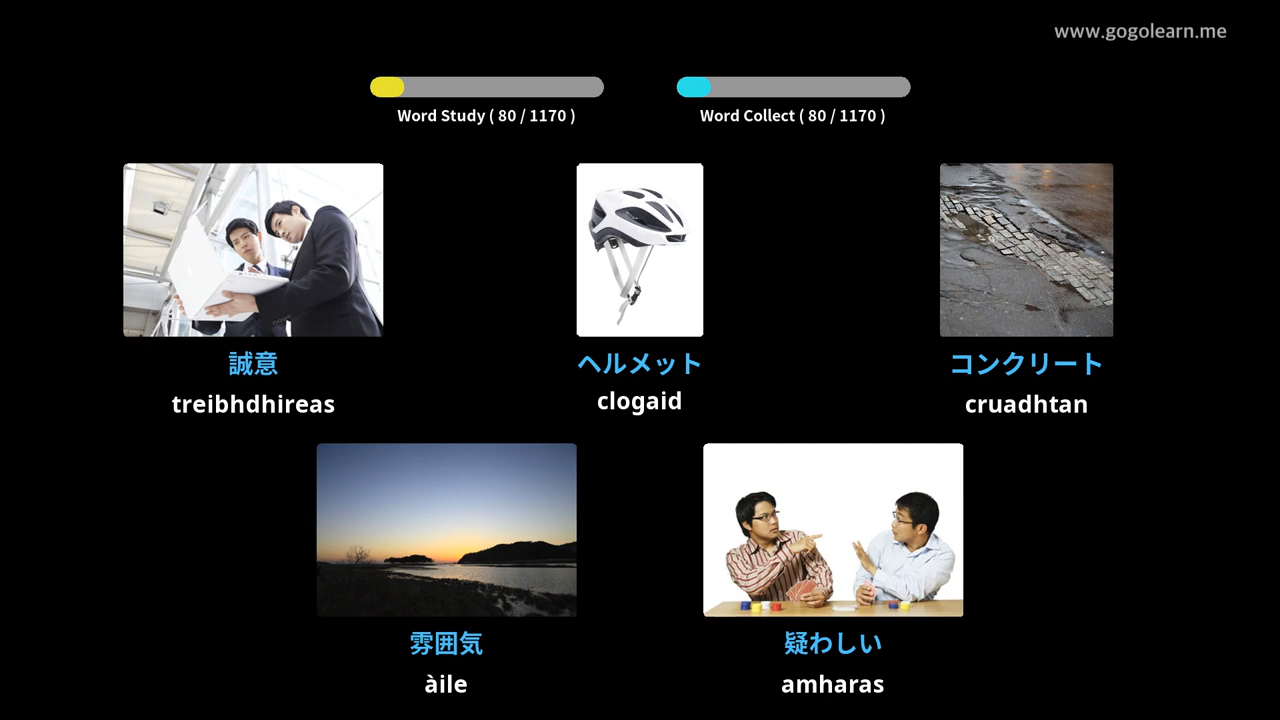 www.gogolearn.me
Word Study ( 80 / 1170 )
Word Collect ( 80 / 1170 )
誠意
treibhdhireas
ヘルメット
clogaid
コンクリート
cruadhtan
雰囲気
àile
疑わしい
amharas